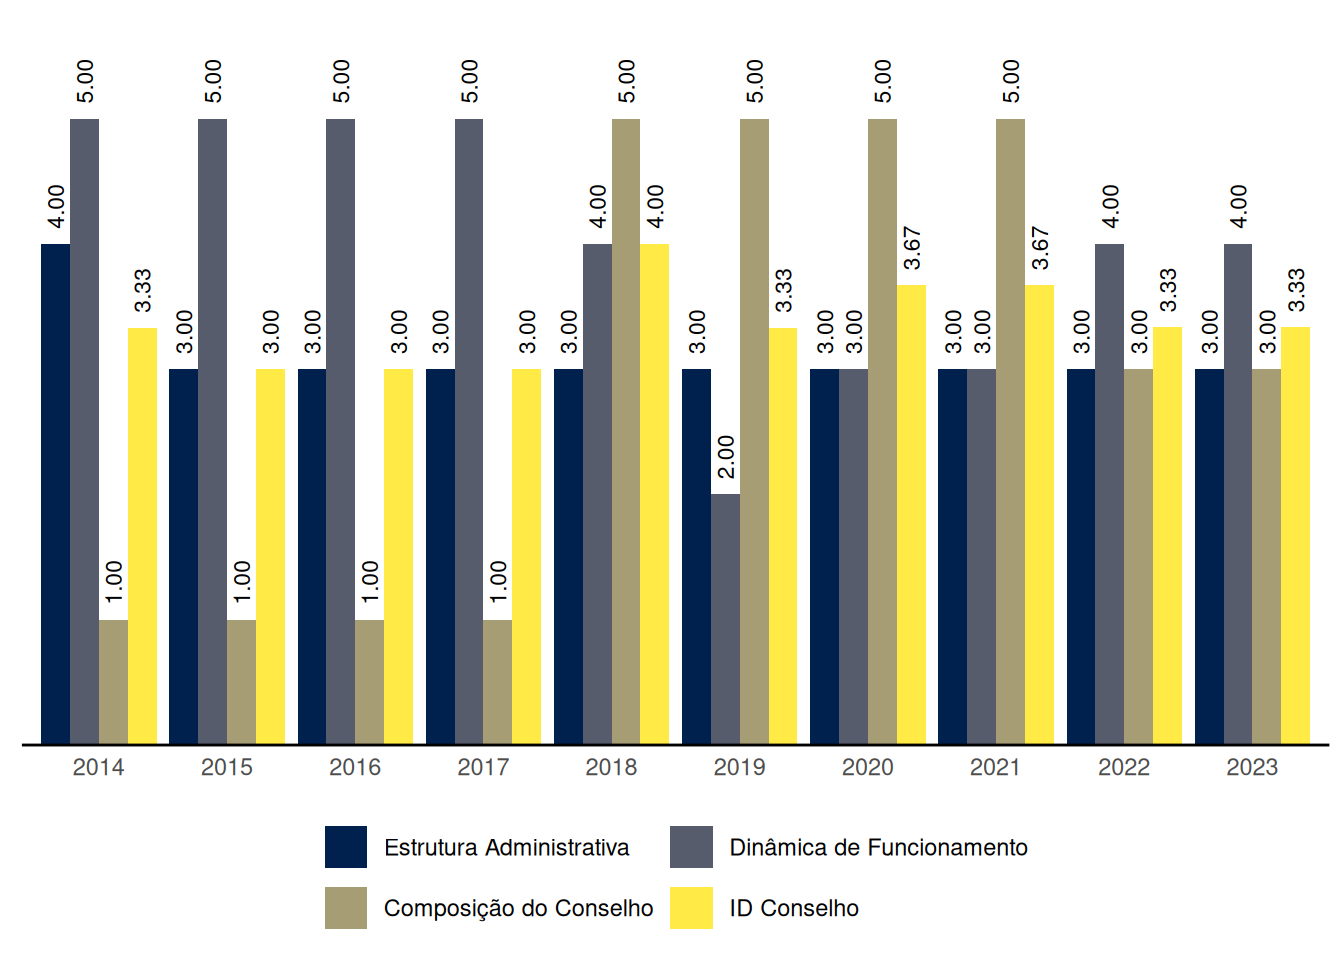 5.00 5.00 5.00 5.00 5.00 5.00 5.00 5.00
4.00 4.00 4.00 4.00 4.00
3.33 3.33 3.67 3.67 3.33 3.33
3.00 3.00 3.00 3.00 3.00 3.00 3.00 3.00 3.00 3.00 3.00 3.00 3.00 3.00 3.00 3.00
2.00
1.00 1.00 1.00 1.00
2014 2015 2016 2017 2018 2019 2020 2021 2022 2023
Estrutura Administrativa Dinâmica de Funcionamento
Composição do Conselho ID Conselho